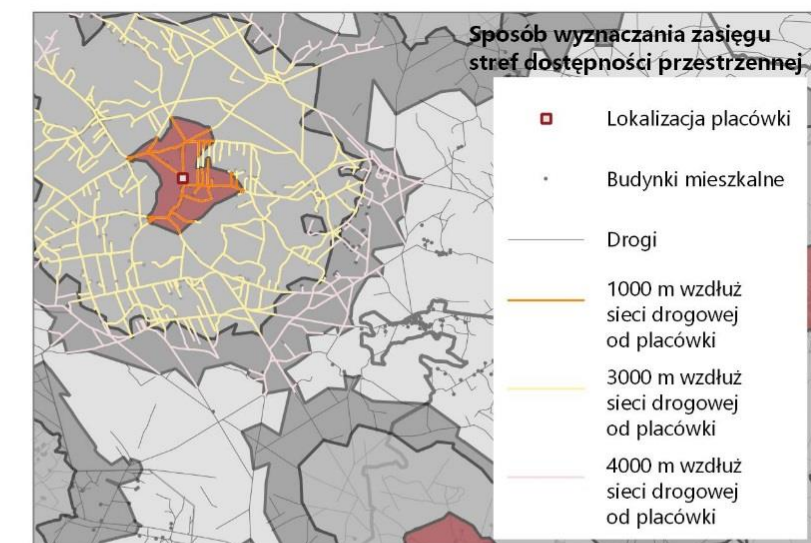 Sposób wyznaczania zasięgu
stref dostępności przestrzennej
Lokalizacja placówki
Budynki mieszkalne
Drogi
1000 m wzdłuż
sieci drogowej
od placówki
3000 m wzdłuż
sieci drogowej
od placówki
4000 m wzdłuż
sieci drogowej
od placówki